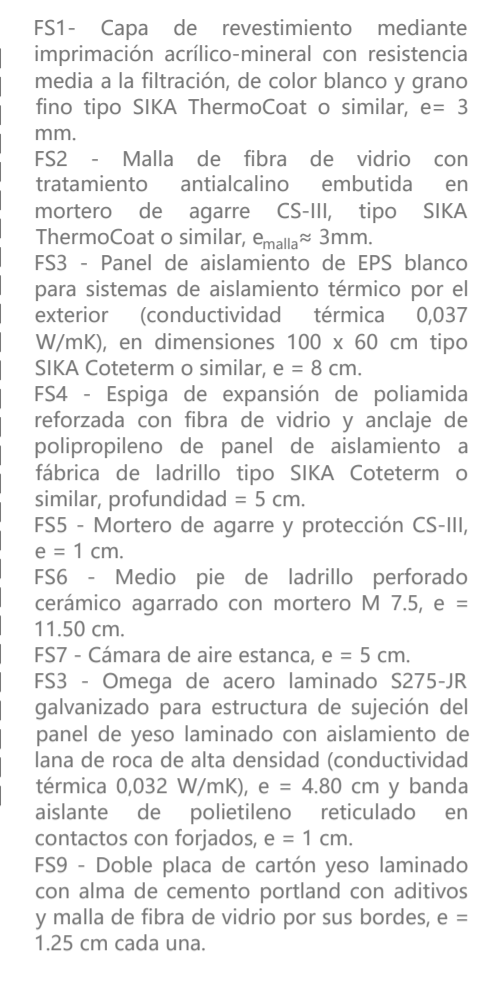 FS1- Capa de revestimiento mediante
imprimación acrílico-mineral con resistencia
media a la filtración, de color blanco y grano
fino tipo SIKA ThermoCoat o similar, e= 3
mm.
FS2 - Malla de fibra de vidrio con
tratamiento antialcalino embutida en
mortero de agarre CS-III, tipo SIKA
ThermoCoat o similar, emalla≈ 3mm.
FS3 - Panel de aislamiento de EPS blanco
para sistemas de aislamiento térmico por el
exterior (conductividad térmica 0,037
W/mK), en dimensiones 100 x 60 cm tipo
SIKA Coteterm o similar, e = 8 cm.
FS4 - Espiga de expansión de poliamida
reforzada con fibra de vidrio y anclaje de
polipropileno de panel de aislamiento a
fábrica de ladrillo tipo SIKA Coteterm o
similar, profundidad = 5 cm.
FS5 - Mortero de agarre y protección CS-III,
e = 1 cm.
FS6 - Medio pie de ladrillo perforado
cerámico agarrado con mortero M 7.5, e =
11.50 cm.
FS7 - Cámara de aire estanca, e = 5 cm.
FS3 - Omega de acero laminado S275-JR
galvanizado para estructura de sujeción del
panel de yeso laminado con aislamiento de
lana de roca de alta densidad (conductividad
térmica 0,032 W/mK), e = 4.80 cm y banda
aislante de polietileno reticulado en
contactos con forjados, e = 1 cm.
FS9 - Doble placa de cartón yeso laminado
con alma de cemento portland con aditivos
y malla de fibra de vidrio por sus bordes, e =
1.25 cm cada una.